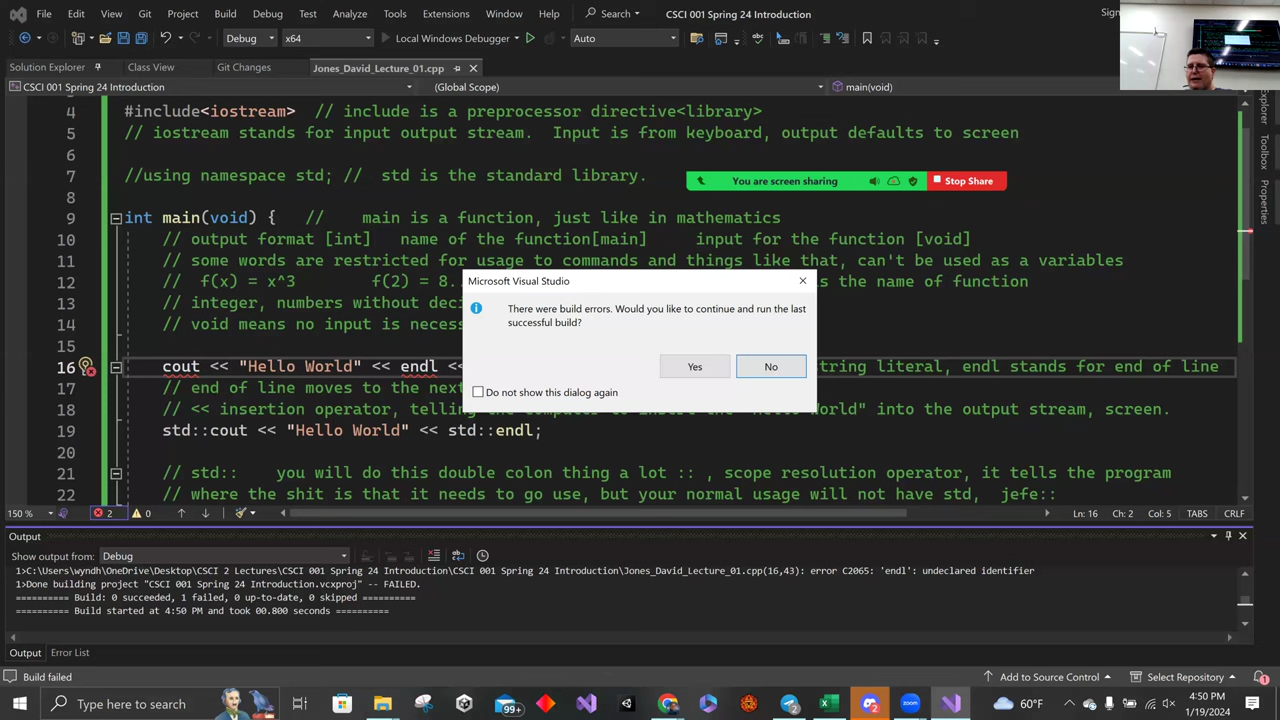 File Edit View Git Project Build Debug Test Analyze Tools Extensions Window Help Search CSCI 001 Spring 24 Introduction
Debug x64 Local Windows Debug Auto
Solution Explorer Class View Git Changes Jones_David_Lecture_01.cpp
CSCI 001 Spring 24 Introduction (Global Scope) main(void)
4 #include<iostream> // include is a preprocessor directive<library>
5 // iostream stands for input output stream. Input is from keyboard, output defaults to screen
6
7 //using namespace std; // std is the standard library.
You are screen sharing Stop Share
8
9 int main(void) { // main is a function, just like in mathematics
10 // output format [int] name of the function[main] input for the function [void]
11 // some words are restricted for usage to commands and things like that, can't be used as a variables
12 // f(x) = x^3 f(2) = 8. s the name of function
13 // integer, numbers without deci
14 // void means no input is neces
15
16 cout << "Hello World" << endl << string literal, endl stands for end of line
17 // end of line moves to the next
18 // << insertion operator, telling the computer to insert the "Hello World" into the output stream, screen.
19 std::cout << "Hello World" << std::endl;
20
21 // std:: you will do this double colon thing a lot :: , scope resolution operator, it tells the program
22 // where the shit is that it needs to go use, but your normal usage will not have std, jefe::
Microsoft Visual Studio
There were build errors. Would you like to continue and run the last
successful build?
Yes No
Do not show this dialog again
150 % 2 0 Ln: 16 Ch: 2 Col: 5 TABS CRLF
Output
Show output from: Debug
1>C:\Users\wyndh\OneDrive\Desktop\CSCI 2 Lectures\CSCI 001 Spring 24 Introduction\CSCI 001 Spring 24 Introduction\Jones_David_Lecture_01.cpp(16,43): error C2065: 'endl': undeclared identifier
1>Done building project "CSCI 001 Spring 24 Introduction.vcxproj" -- FAILED.
========== Build: 0 succeeded, 1 failed, 0 up-to-date, 0 skipped ==========
========== Build started at 4:50 PM and took 00.800 seconds ==========
Output Error List
Build failed Add to Source Control Select Repository 1
Explorer
Toolbox
Properties
Type here to search 99+ 2 zoom 60°F 4:50 PM
1/19/2024